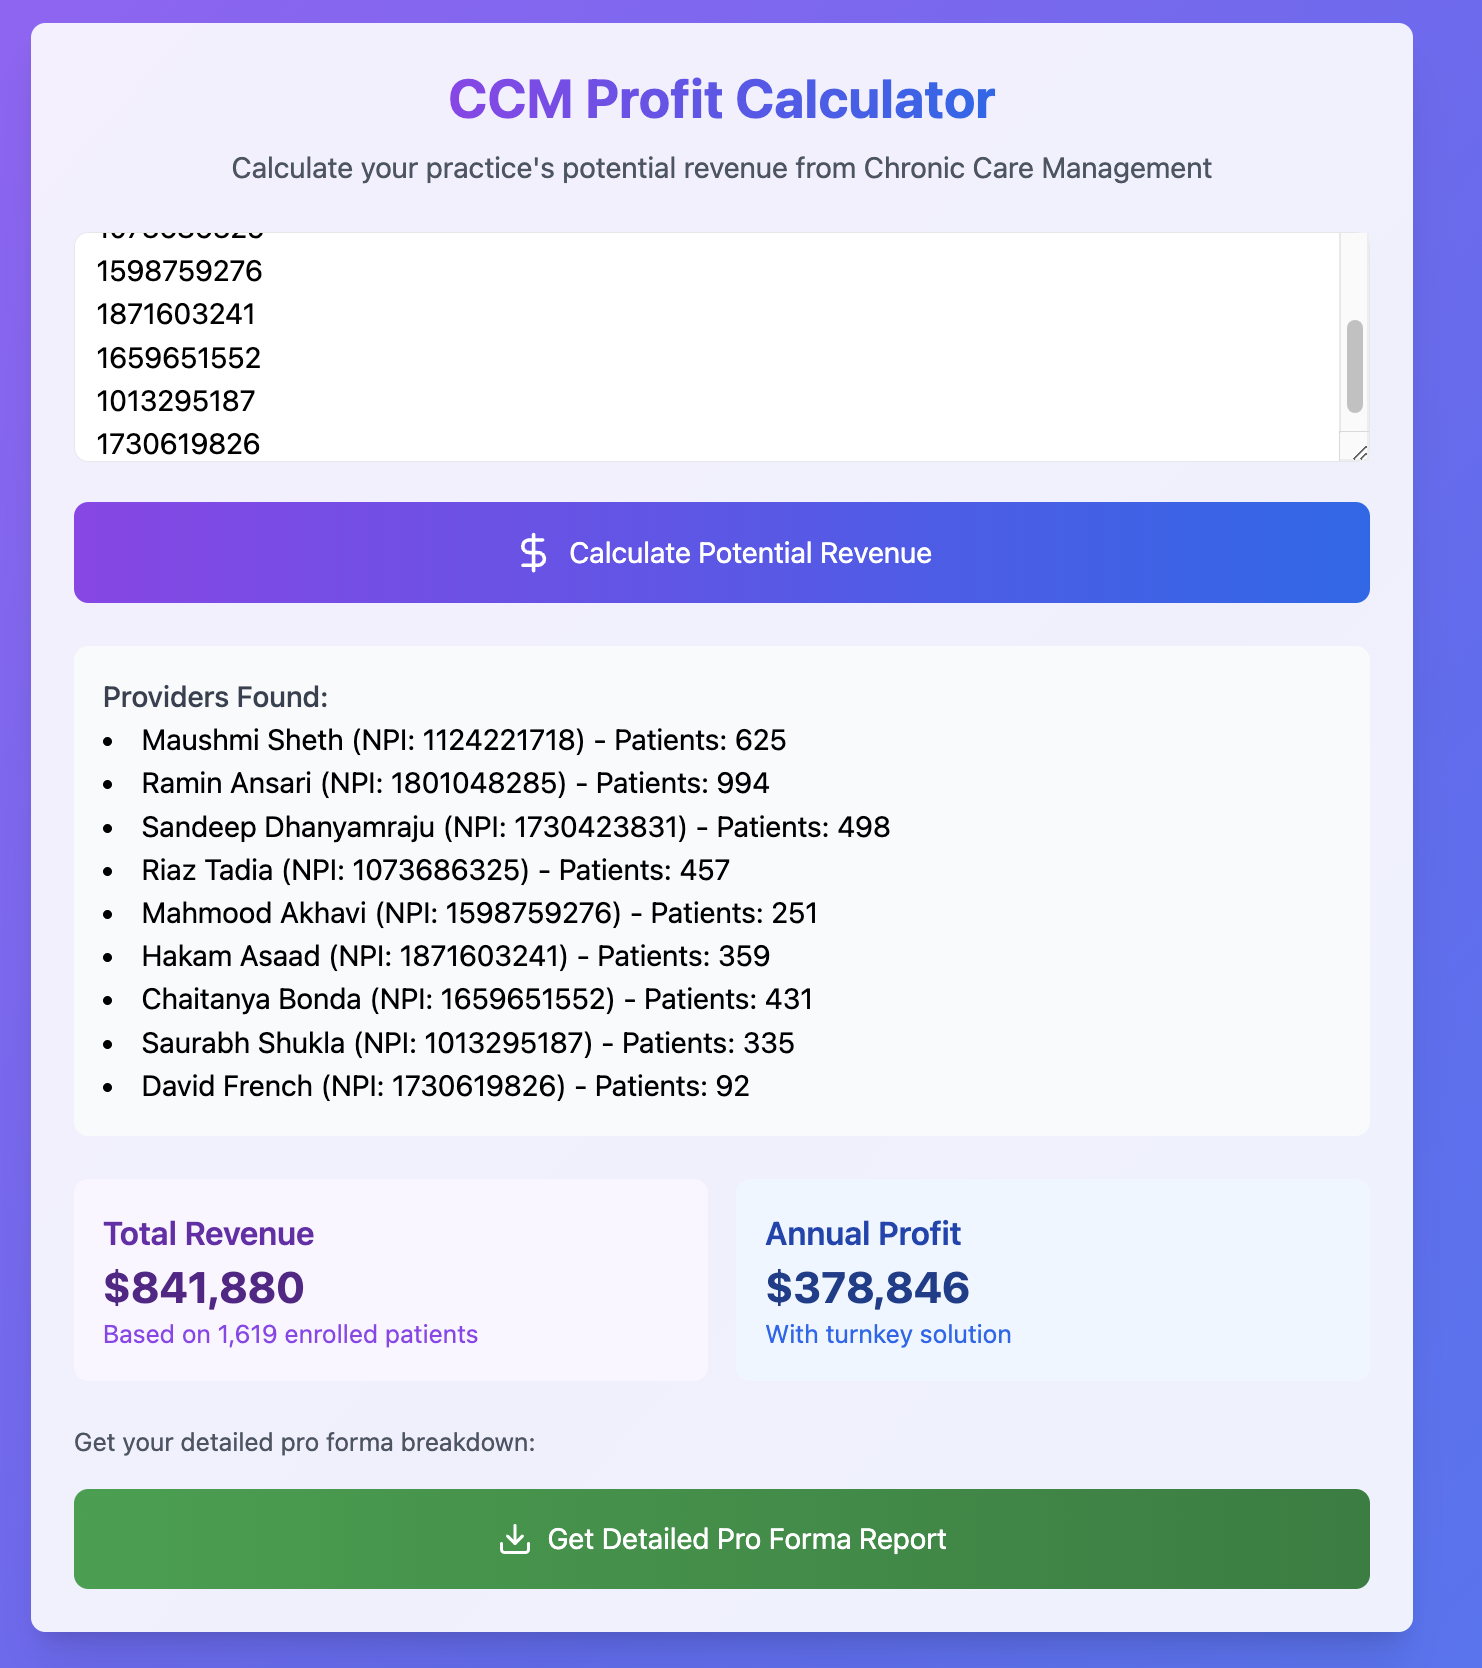 CCM Profit Calculator
Calculate your practice's potential revenue from Chronic Care Management
1598759276
1871603241
1659651552
1013295187
1730619826
$ Calculate Potential Revenue
Providers Found:
• Maushmi Sheth (NPI: 1124221718) - Patients: 625
• Ramin Ansari (NPI: 1801048285) - Patients: 994
• Sandeep Dhanyamraju (NPI: 1730423831) - Patients: 498
• Riaz Tadia (NPI: 1073686325) - Patients: 457
• Mahmood Akhavi (NPI: 1598759276) - Patients: 251
• Hakam Asaad (NPI: 1871603241) - Patients: 359
• Chaitanya Bonda (NPI: 1659651552) - Patients: 431
• Saurabh Shukla (NPI: 1013295187) - Patients: 335
• David French (NPI: 1730619826) - Patients: 92
Total Revenue
$841,880
Based on 1,619 enrolled patients
Annual Profit
$378,846
With turnkey solution
Get your detailed pro forma breakdown:
Get Detailed Pro Forma Report